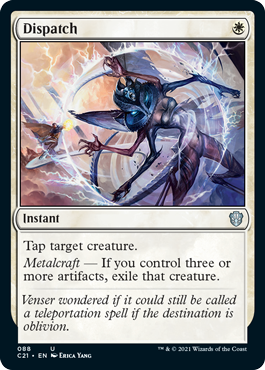 Dispatch
Instant
Tap target creature.
Metalcraft — If you control three or
more artifacts, exile that creature.
Venser wondered if it could still be called
a teleportation spell if the destination is
oblivion.
088 U
C21 • EN Erica Yang
™ & © 2021 Wizards of the Coast